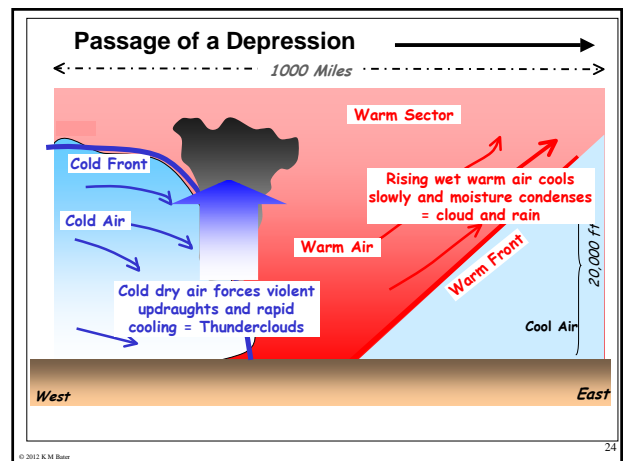 Passage of a Depression
1000 Miles
Warm Sector
Cold Front
Rising wet warm air cools
slowly and moisture condenses
= cloud and rain
Cold Air
Warm Air
Warm Front
20,000 ft
Cold dry air forces violent
updraughts and rapid
cooling = Thunderclouds
Cool Air
West
East
© 2012 K M Bater
24